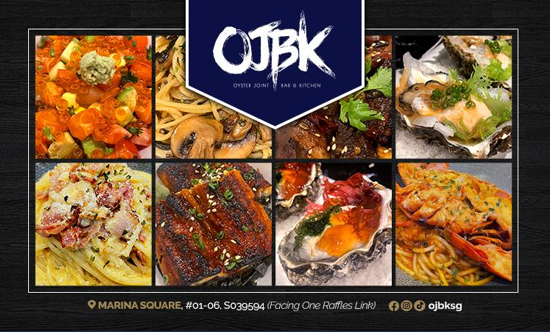 OJBK
OYSTER JOINT BAR & KITCHEN
MARINA SQUARE, #01-06, S039594 (Facing One Raffles Link) ojbksg